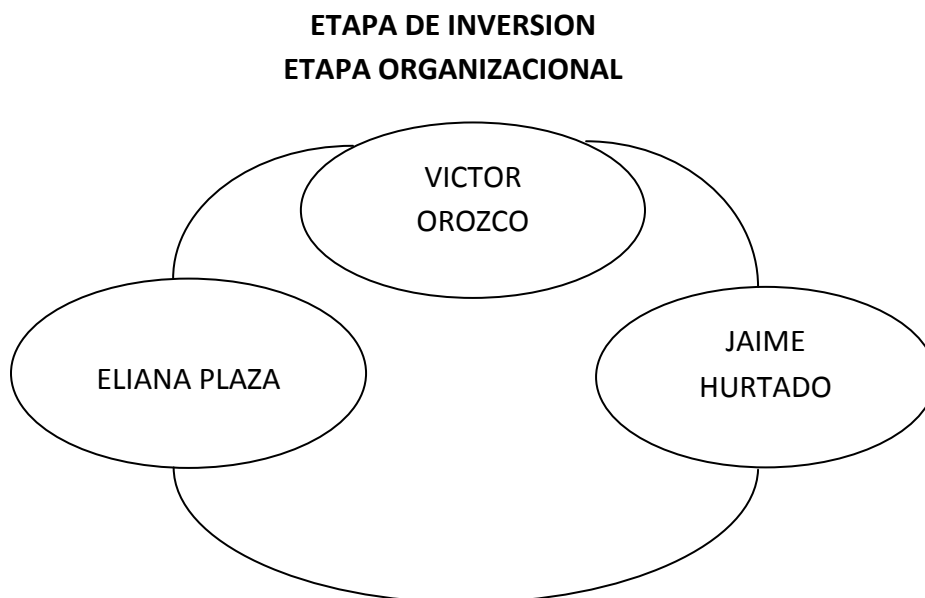 ETAPA DE INVERSION
ETAPA ORGANIZACIONAL
VICTOR
OROZCO
ELIANA PLAZA
JAIME
HURTADO